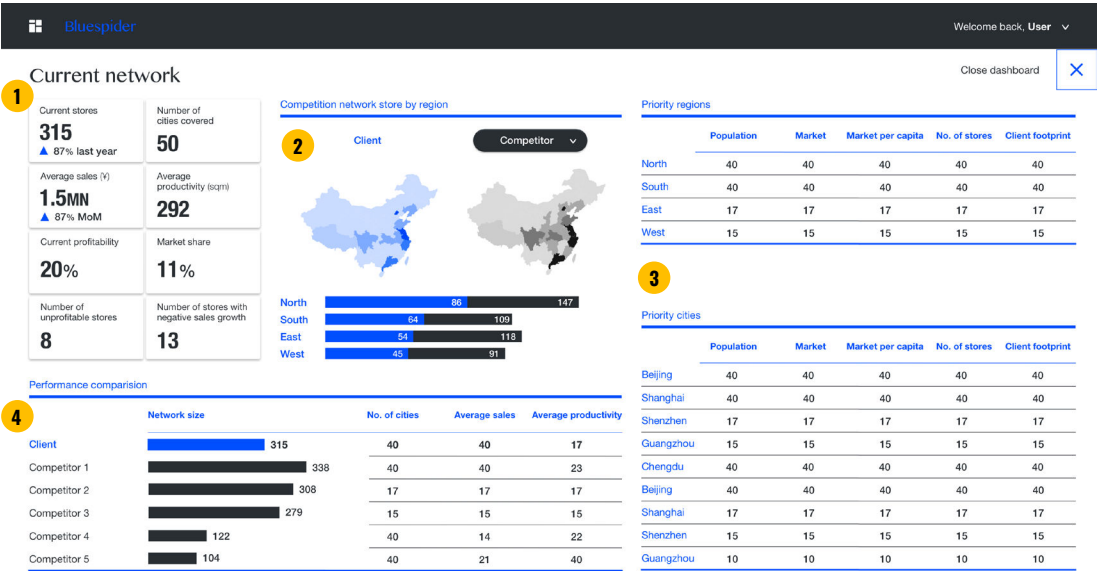 Bluespider
Welcome back, User
Current network
Close dashboard
1
Current stores
315
87% last year
Number of
cities covered
50
Average sales (¥)
1.5MN
87% MoM
Average
productivity (sqm)
292
Current profitability
20%
Market share
11%
Number of
unprofitable stores
8
Number of stores with
negative sales growth
13
Competition network store by region
2
Client
Competitor
North 86 147
South 64 109
East 54 118
West 45 91
Priority regions
Population Market Market per capita No. of stores Client footprint
North 40 40 40 40 40
South 40 40 40 40 40
East 17 17 17 17 17
West 15 15 15 15 15
3
Priority cities
Population Market Market per capita No. of stores Client footprint
Beijing 40 40 40 40 40
Shanghai 40 40 40 40 40
Shenzhen 17 17 17 17 17
Guangzhou 15 15 15 15 15
Chengdu 40 40 40 40 40
Beijing 40 40 40 40 40
Shanghai 17 17 17 17 17
Shenzhen 15 15 15 15 15
Guangzhou 10 10 10 10 10
Performance comparision
4
Network size No. of cities Average sales Average productivity
Client 315 40 40 17
Competitor 1 338 40 40 23
Competitor 2 308 17 17 17
Competitor 3 279 15 15 15
Competitor 4 122 40 14 22
Competitor 5 104 40 21 40